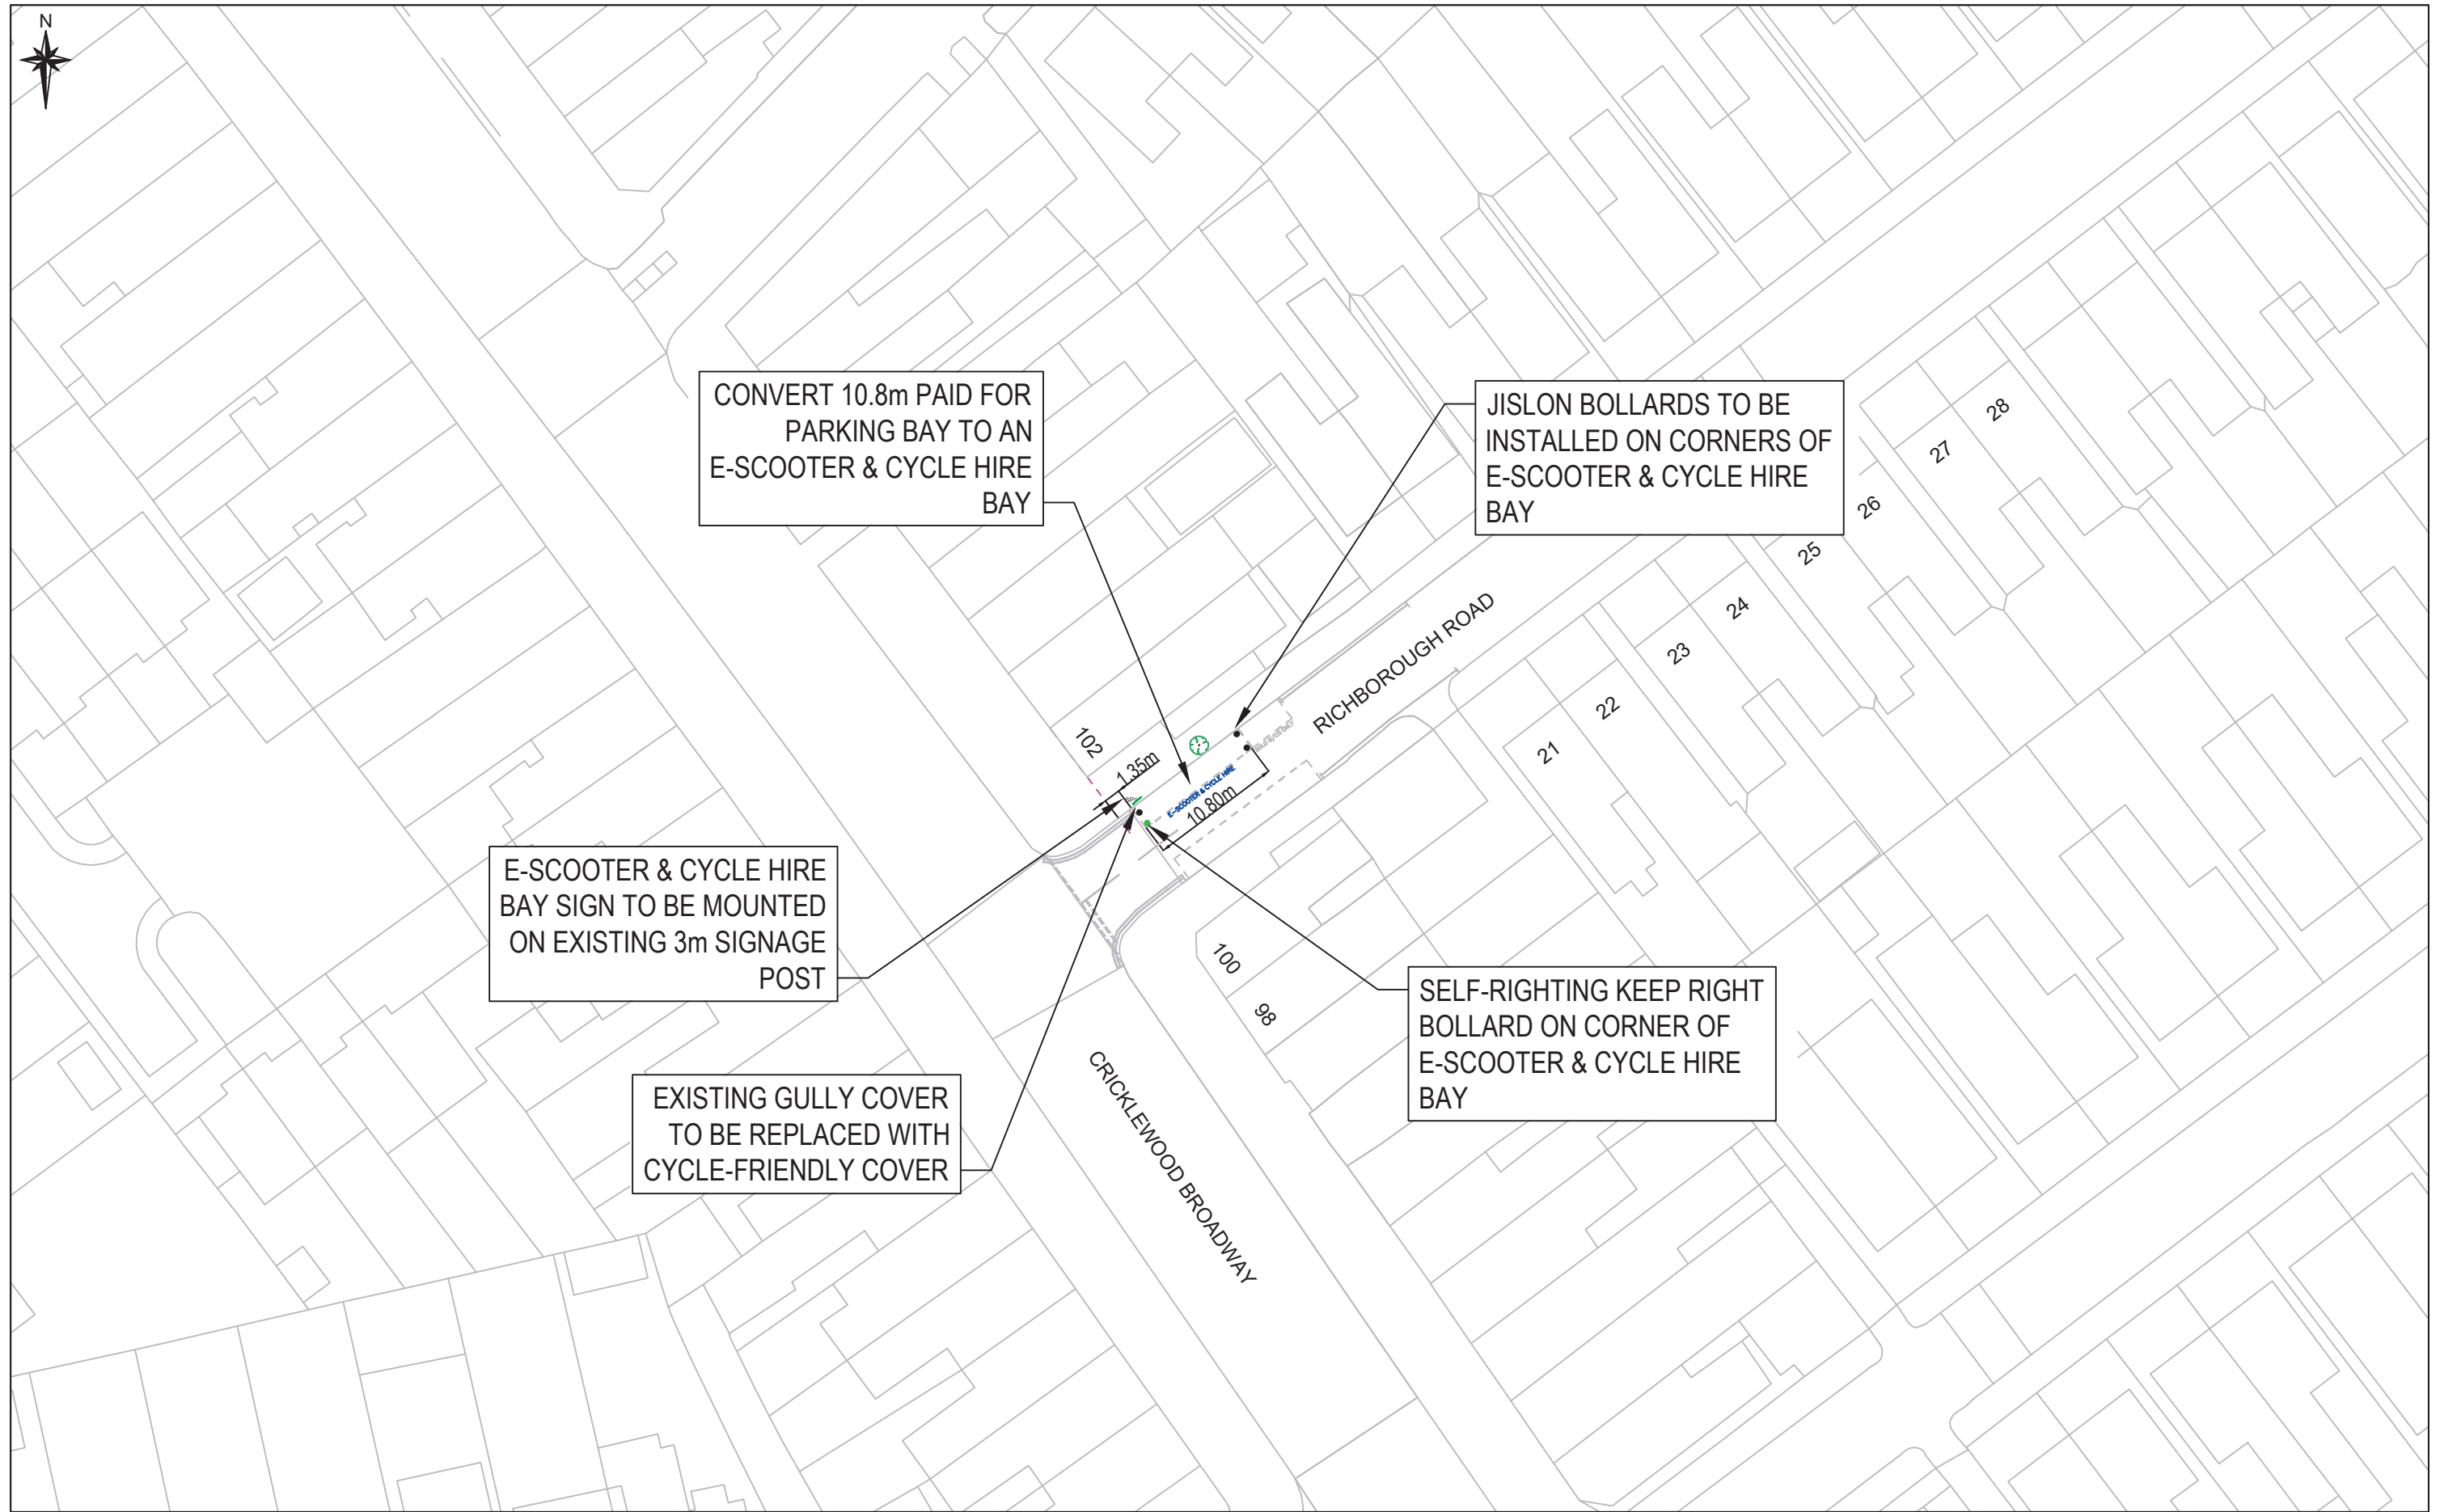 N
CONVERT 10.8m PAID FOR
PARKING BAY TO AN
E-SCOOTER & CYCLE HIRE
BAY
JISLON BOLLARDS TO BE
INSTALLED ON CORNERS OF
E-SCOOTER & CYCLE HIRE
BAY
28
27
26
25
24
23
22
21
RICHBOROUGH ROAD
102
1.35m
E-SCOOTER & CYCLE HIRE
10.80m
E-SCOOTER & CYCLE HIRE
BAY SIGN TO BE MOUNTED
ON EXISTING 3m SIGNAGE
POST
100
98
SELF-RIGHTING KEEP RIGHT
BOLLARD ON CORNER OF
E-SCOOTER & CYCLE HIRE
BAY
EXISTING GULLY COVER
TO BE REPLACED WITH
CYCLE-FRIENDLY COVER
CRICKLEWOOD BROADWAY